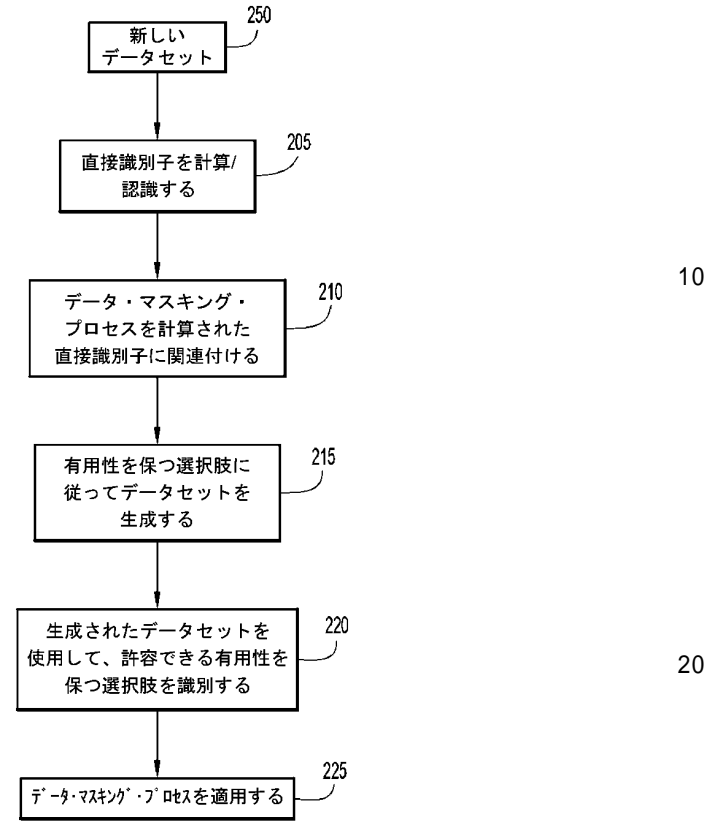 250
新しい
データセット
205
直接識別子を計算/
認識する
10
210
データ・マスキング・
プロセスを計算された
直接識別子に関連付ける
215
有用性を保つ選択肢に
従ってデータセットを
生成する
220
生成されたデータセットを
使用して、許容できる有用性を
保つ選択肢を識別する
20
225
ﾃﾞｰﾀ・ﾏｽｷﾝｸﾞ・ﾌﾟﾛｾｽを適用する